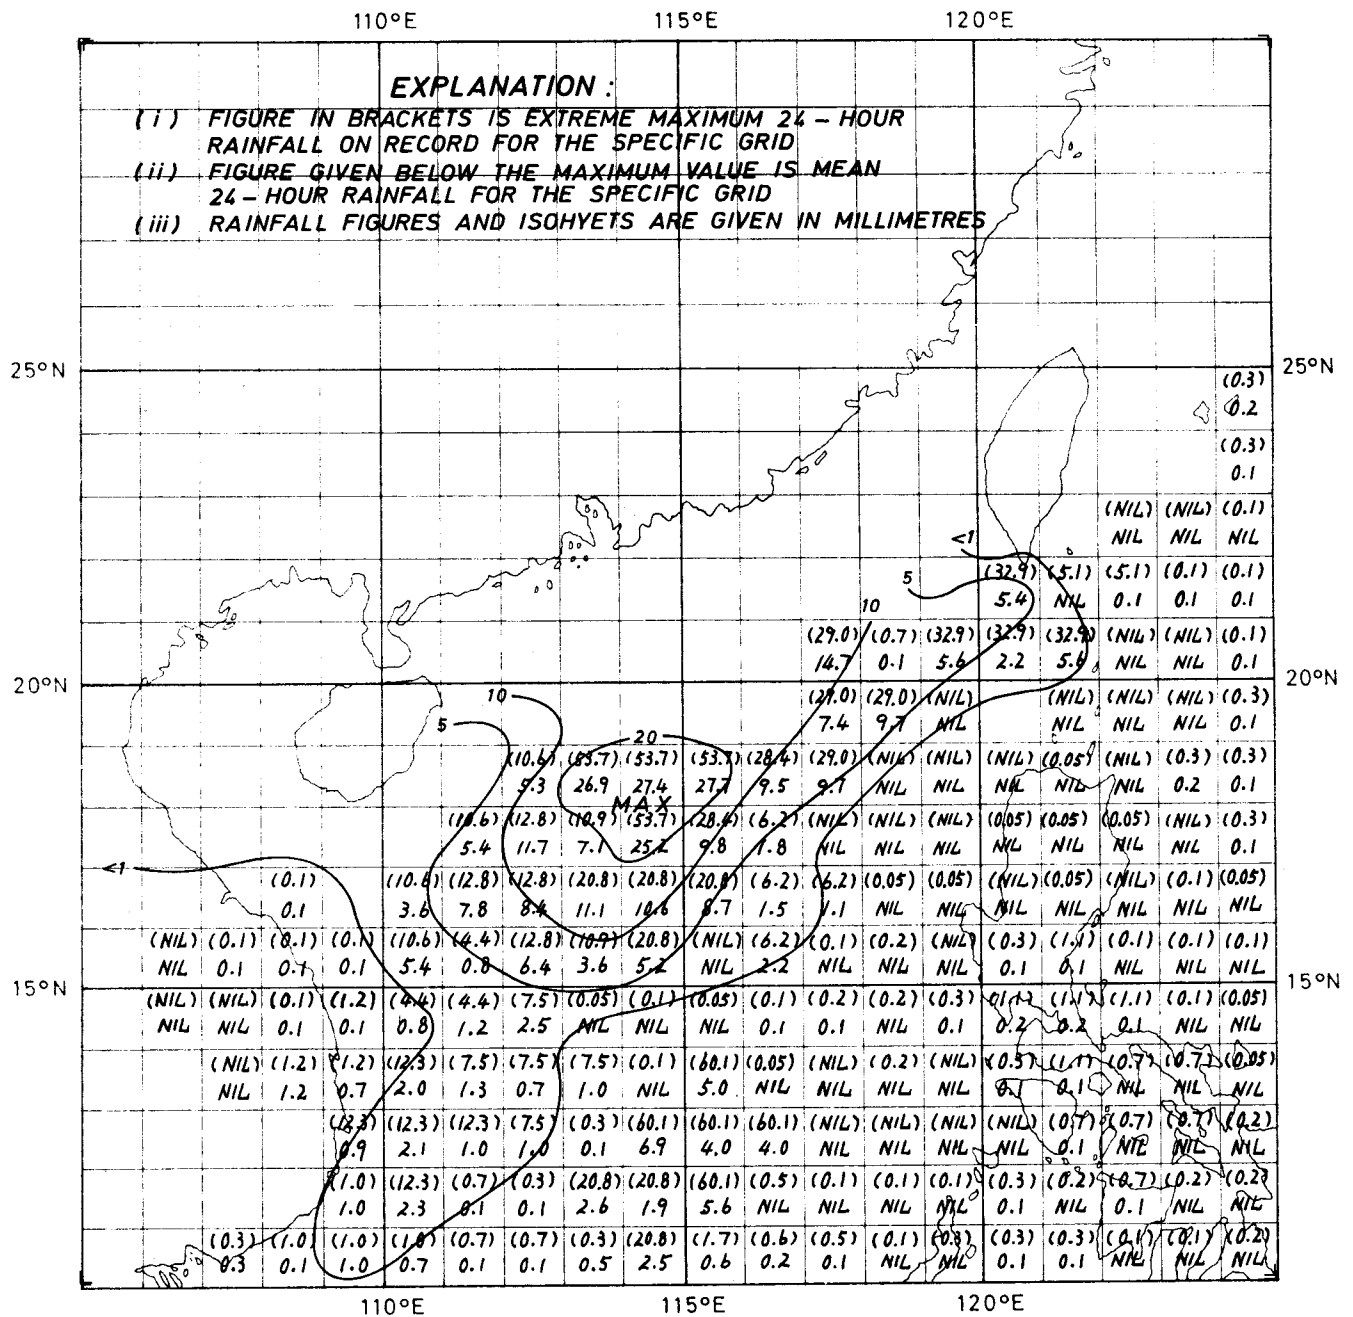 110°E 115°E 120°E
EXPLANATION :
(i) FIGURE IN BRACKETS IS EXTREME MAXIMUM 24 – HOUR
RAINFALL ON RECORD FOR THE SPECIFIC GRID
(ii) FIGURE GIVEN BELOW THE MAXIMUM VALUE IS MEAN
24 – HOUR RAINFALL FOR THE SPECIFIC GRID
(iii) RAINFALL FIGURES AND ISOHYETS ARE GIVEN IN MILLIMETRES
25°N 25°N
(0.3)
0.2
(0.3)
0.1
(NIL) (NIL) (0.1)
<1 NIL NIL NIL
5 (32.9) (5.1) (5.1) (0.1) (0.1)
10 5.4 NIL 0.1 0.1 0.1
(29.0) (0.7) (32.9) (32.9) (32.9) (NIL) (NIL) (0.1)
14.7 0.1 5.6 2.2 5.6 NIL NIL 0.1
20°N 20°N
10 (29.0) (29.0) (NIL) (NIL) (NIL) (NIL) (0.3)
5 7.4 9.7 NIL NIL NIL NIL 0.1
20
(10.6) (53.7) (53.7) (53.7) (28.4) (29.0) (NIL) (NIL) (NIL) (0.05) (NIL) (0.3) (0.3)
5.3 26.9 27.4 27.7 9.5 9.7 NIL NIL NIL NIL NIL 0.2 0.1
MAX
(10.6) (12.8) (10.9) (53.7) (28.4) (6.2) (NIL) (NIL) (NIL) (0.05) (0.05) (0.05) (NIL) (0.3)
5.4 11.7 7.1 25.2 9.8 1.8 NIL NIL NIL NIL NIL NIL NIL 0.1
<1
(0.1) (10.6) (12.8) (12.8) (20.8) (20.8) (20.8) (6.2) (6.2) (0.05) (0.05) (NIL) (0.05) (NIL) (0.1) (0.05)
0.1 3.6 7.8 8.4 11.1 10.6 8.7 1.5 1.1 NIL NIL NIL NIL NIL NIL NIL
(NIL) (0.1) (0.1) (0.1) (10.6) (4.4) (12.8) (10.9) (20.8) (NIL) (6.2) (0.1) (0.2) (NIL) (0.3) (1.1) (0.1) (0.1) (0.1)
NIL 0.1 0.1 0.1 5.4 0.8 6.4 3.6 5.2 NIL 2.2 NIL NIL NIL 0.1 0.1 NIL NIL NIL
15°N 15°N
(NIL) (NIL) (0.1) (1.2) (4.4) (4.4) (7.5) (0.05) (0.1) (0.05) (0.1) (0.2) (0.2) (0.3) (1.1) (1.1) (1.1) (0.1) (0.05)
NIL NIL 0.1 0.1 0.8 1.2 2.5 NIL NIL NIL 0.1 0.1 NIL 0.1 0.2 0.2 0.1 NIL NIL
(NIL) (1.2) (1.2) (12.3) (7.5) (7.5) (7.5) (0.1) (60.1) (0.05) (NIL) (0.2) (NIL) (0.3) (1.1) (0.7) (0.7) (0.05)
NIL 1.2 0.7 2.0 1.3 0.7 1.0 NIL 5.0 NIL NIL NIL NIL 0.1 0.1 NIL NIL NIL
(12.3) (12.3) (12.3) (7.5) (0.3) (60.1) (60.1) (60.1) (NIL) (NIL) (NIL) (NIL) (0.7) (0.7) (0.7) (0.2)
0.9 2.1 1.0 1.0 0.1 6.9 4.0 4.0 NIL NIL NIL NIL 0.1 NIL NIL NIL
(1.0) (12.3) (0.7) (0.3) (20.8) (20.8) (60.1) (0.5) (0.1) (0.1) (0.1) (0.3) (0.2) (0.7) (0.2) (0.2)
1.0 2.3 0.1 0.1 2.6 1.9 5.6 NIL NIL NIL NIL 0.1 NIL 0.1 NIL NIL
(0.3) (1.0) (1.0) (1.0) (0.7) (0.7) (0.3) (20.8) (1.7) (0.6) (0.5) (0.1) (0.3) (0.3) (0.3) (0.1) (0.1) (0.2)
0.3 0.1 1.0 0.7 0.1 0.1 0.5 2.5 0.6 0.2 0.1 NIL NIL 0.1 0.1 NIL NIL NIL
110°E 115°E 120°E